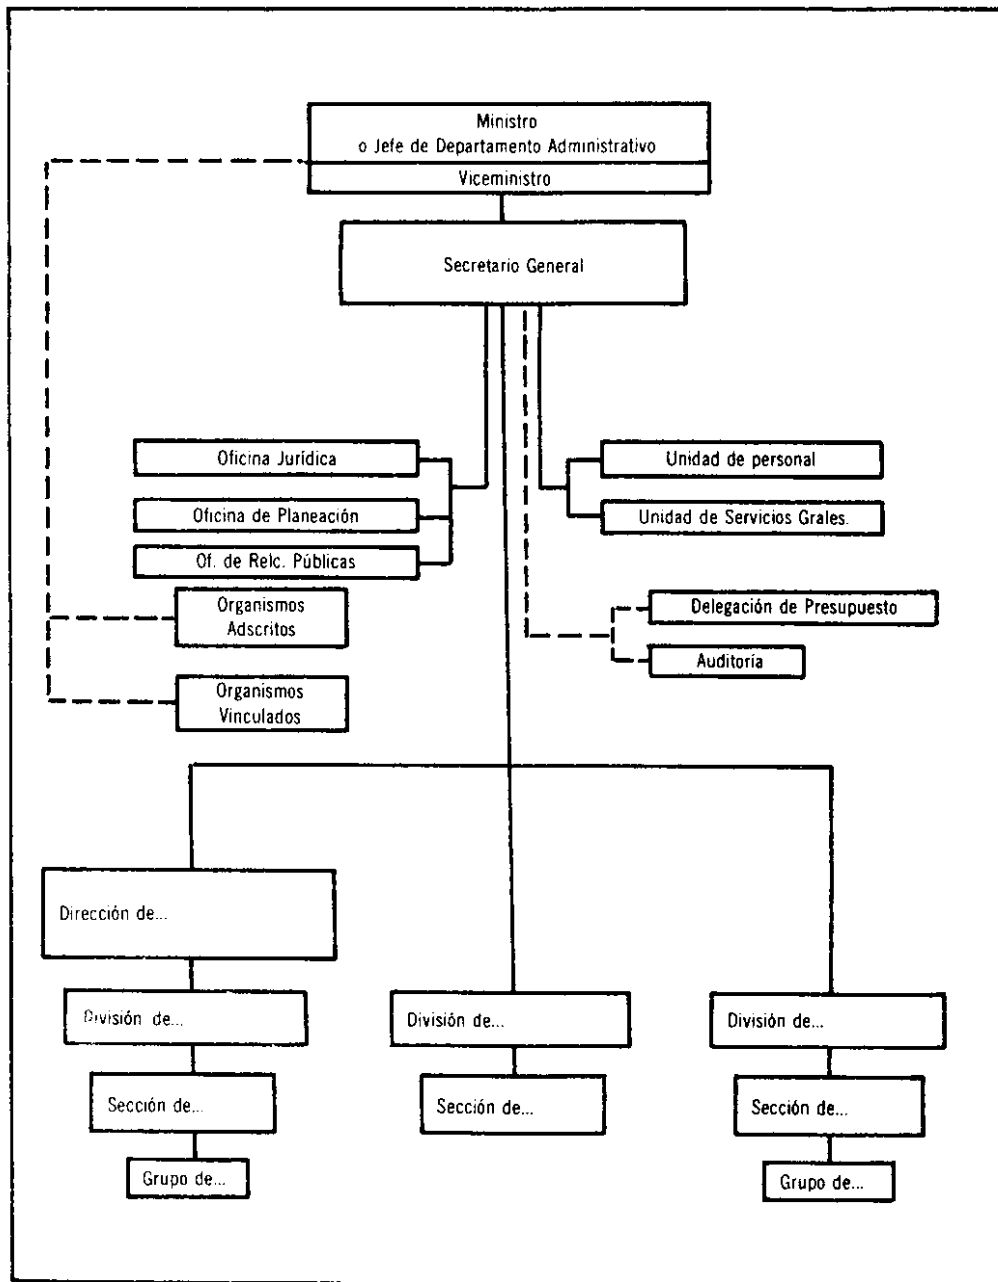 Ministro
o Jefe de Departamento Administrativo
Viceministro
Secretario General
Oficina Jurídica
Unidad de personal
Oficina de Planeación
Unidad de Servicios Grales.
Of. de Relc. Públicas
Organismos
Adscritos
Delegación de Presupuesto
Auditoría
Organismos
Vinculados
Dirección de...
División de...
División de...
División de...
Sección de...
Sección de...
Sección de...
Grupo de...
Grupo de...